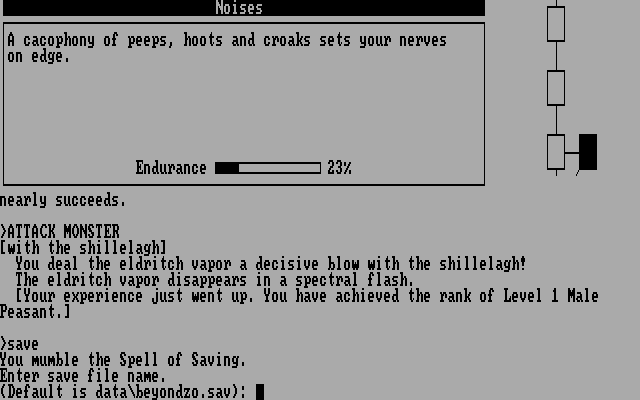 Noises
A cacophony of peeps, hoots and croaks sets your nerves
on edge.
Endurance 23%
nearly succeeds.
>ATTACK MONSTER
[with the shillelagh]
You deal the eldritch vapor a decisive blow with the shillelagh!
The eldritch vapor disappears in a spectral flash.
[Your experience just went up. You have achieved the rank of Level 1 Male
Peasant.]
>save
You mumble the Spell of Saving.
Enter save file name.
(Default is data\beyondzo.sav):